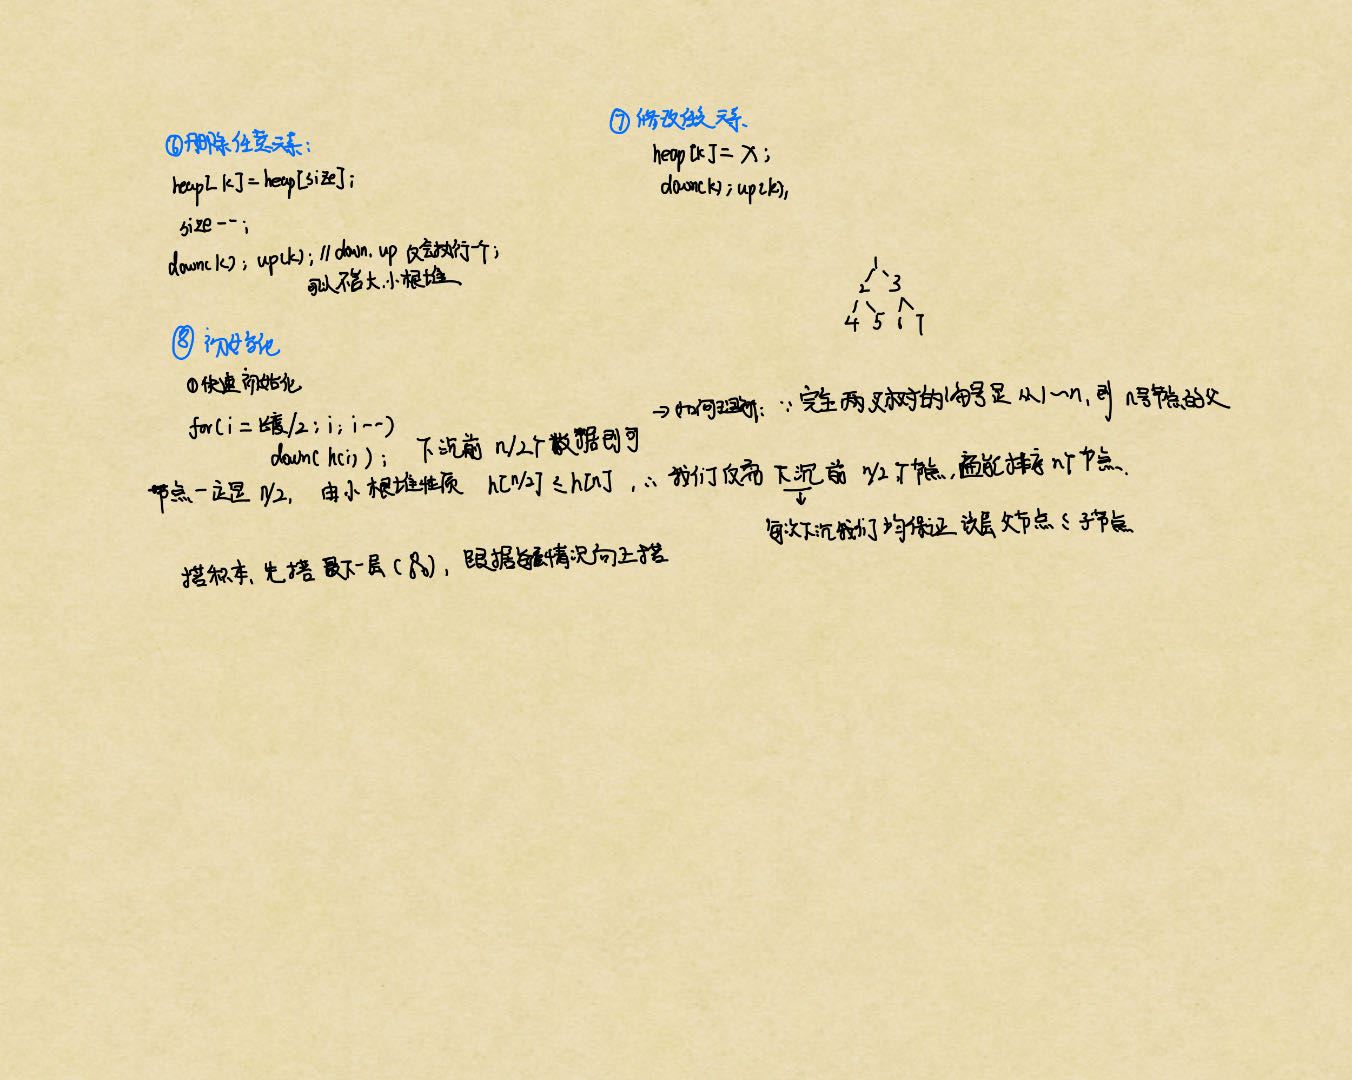 ⑥删除任意元素:
heap[k]=heap[size];
size--;
down(k); up(k); //down.up 仅会执行一个;
可以不管大.小根堆
⑦修改任意元素
heap[k]=x;
down(k); up(k),
1
2 3
4 5 6 7
⑧初始化
①快速初始化
for(i=长度/2; i; i--)
down(h(i)); 下沉前 n/2个数据即可
→如何理解: ∵完全两叉树的编号是从1~n, 则 n号节点的父
节点一定是 n/2, 由小根堆性质 h[n/2]≤h[n], ∴我们仅需下沉前 n/2个节点, 就能排序n个节点.
↓
每次下沉我们均保证 该层父节点≤子节点
搭积木, 先搭最下一层(), 跟据情况向上搭